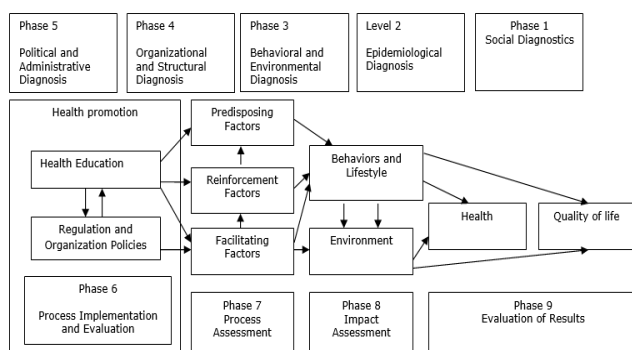 Phase 5
Political and
Administrative
Diagnosis
Phase 4
Organizational
and Structural
Diagnosis
Phase 3
Behavioral and
Environmental
Diagnosis
Level 2
Epidemiological
Diagnosis
Phase 1
Social Diagnostics
Health promotion
Health Education
Regulation and
Organization Policies
Phase 6
Process Implementation
and Evaluation
Predisposing
Factors
Reinforcement
Factors
Facilitating
Factors
Behaviors and
Lifestyle
Environment
Health
Quality of life
Phase 7
Process
Assessment
Phase 8
Impact
Assessment
Phase 9
Evaluation of Results